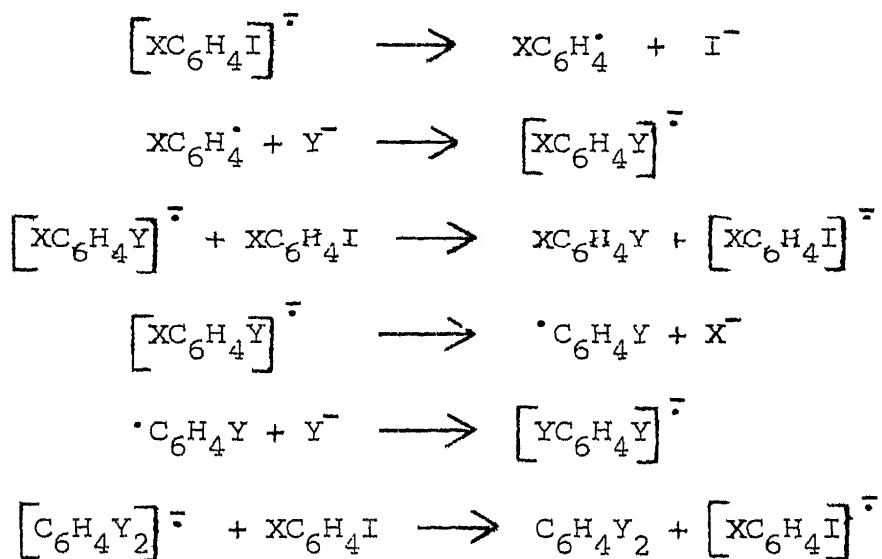 [XC₆H₄I]⨪ ⟶ XC₆H₄• + I⁻
XC₆H₄• + Y⁻ ⟶ [XC₆H₄Y]⨪
[XC₆H₄Y]⨪ + XC₆H₄I ⟶ XC₆H₄Y + [XC₆H₄I]⨪
[XC₆H₄Y]⨪ ⟶ •C₆H₄Y + X⁻
•C₆H₄Y + Y⁻ ⟶ [YC₆H₄Y]⨪
[C₆H₄Y₂]⨪ + XC₆H₄I ⟶ C₆H₄Y₂ + [XC₆H₄I]⨪